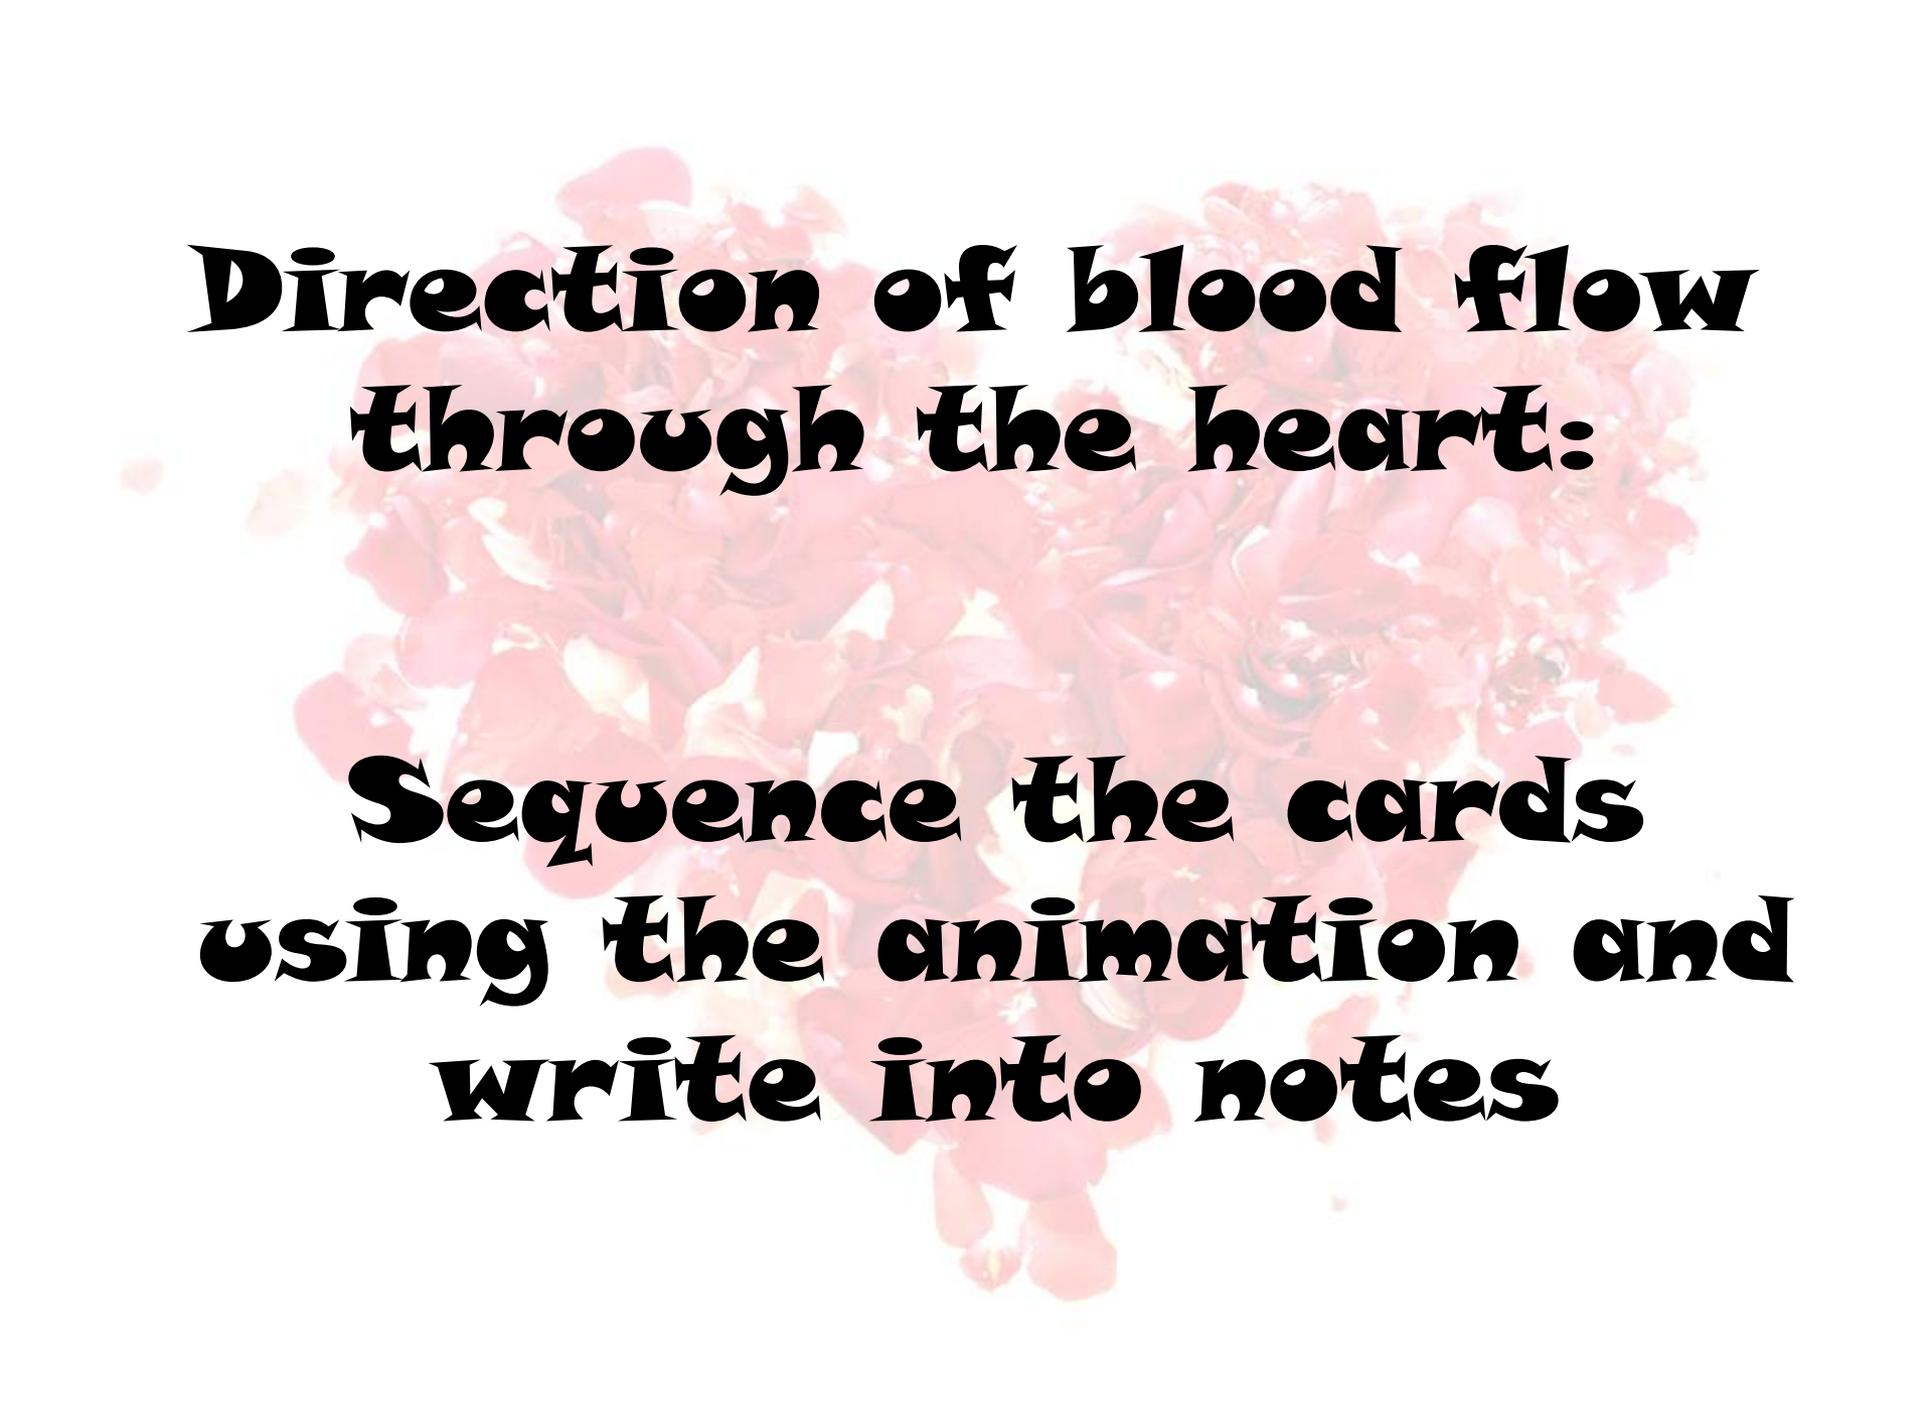 Direction of blood flow
through the heart:
Sequence the cards
using the animation and
write into notes